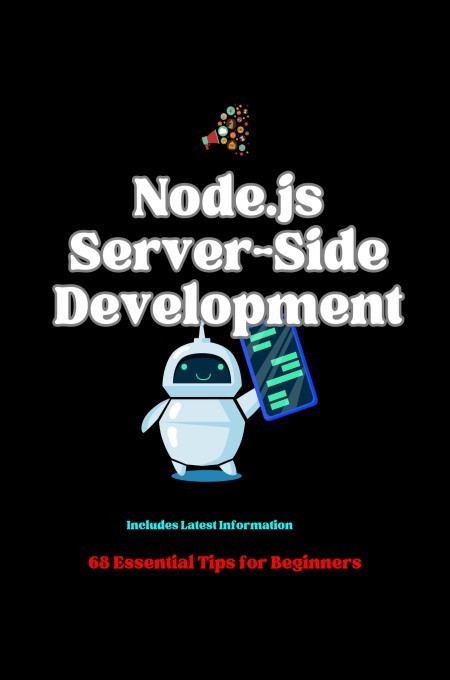 Node.js
Server-Side
Development
Includes Latest Information
68 Essential Tips for Beginners